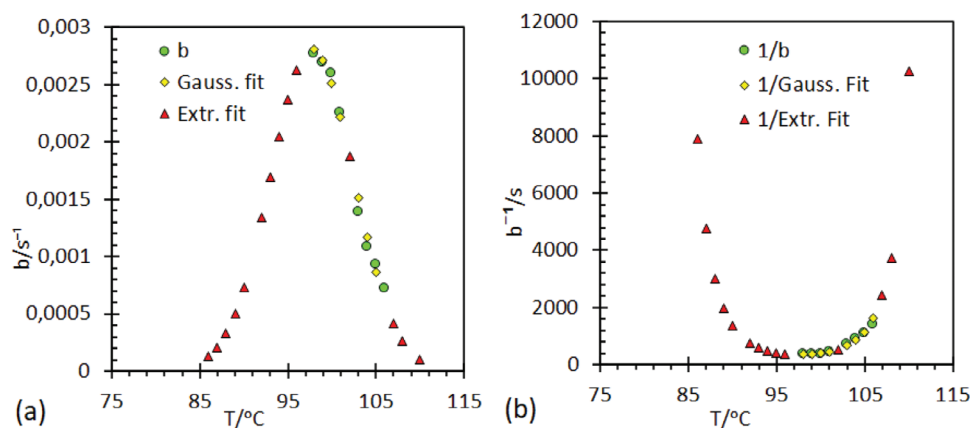 0,003
0,0025
0,002
0,0015
0,001
0,0005
0
b/s⁻¹
b
Gauss. fit
Extr. fit
75
85
95
105
115
T/ºC
(a)
12000
10000
8000
6000
4000
2000
0
b⁻¹/s
1/b
1/Gauss. Fit
1/Extr. Fit
75
85
95
105
115
T/ºC
(b)